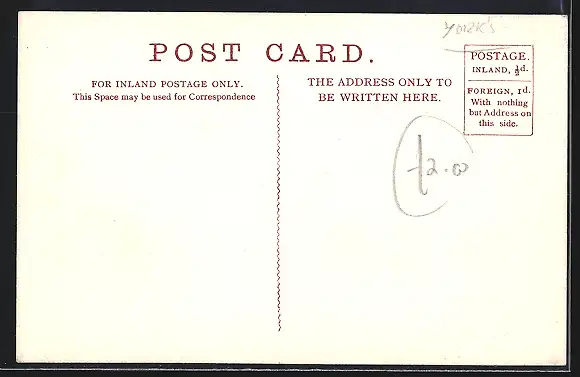 York's
POST CARD.
FOR INLAND POSTAGE ONLY.
This Space may be used for Correspondence
THE ADDRESS ONLY TO
BE WRITTEN HERE.
POSTAGE.
INLAND, ½d.
FOREIGN, 1d.
With nothing
but Address on
this side.
£2.00